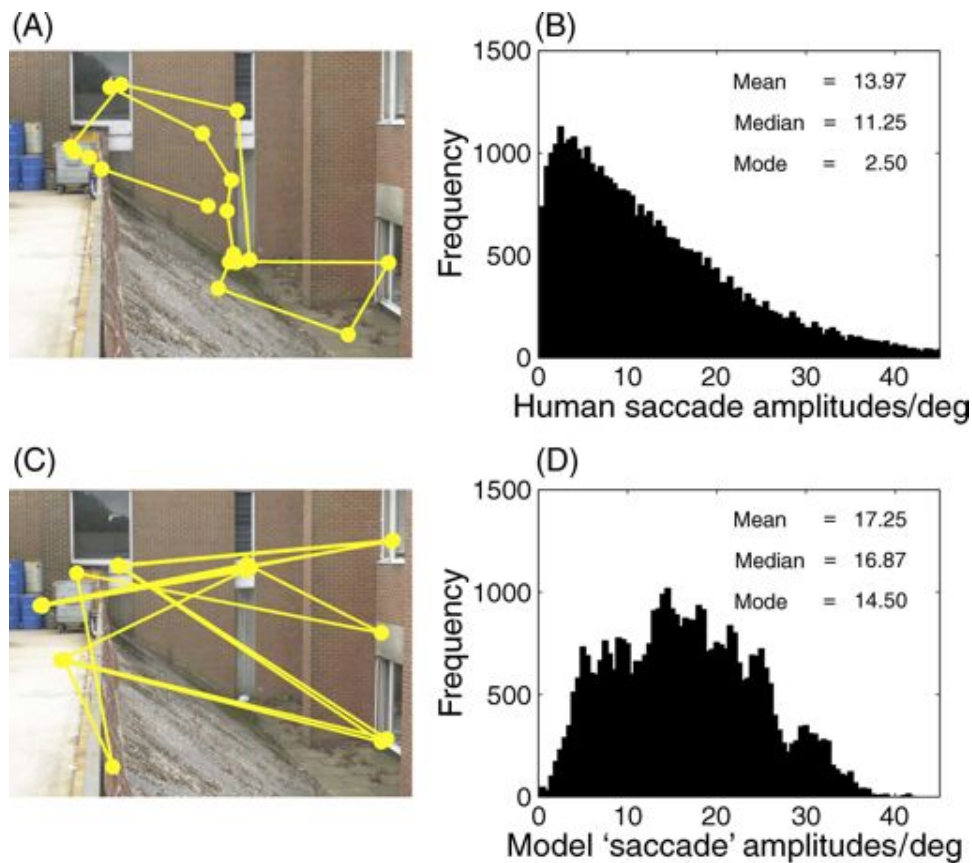 (A)
(B)
1500
1000
500
0
Frequency
Mean = 13.97
Median = 11.25
Mode = 2.50
0 10 20 30 40
Human saccade amplitudes/deg
(C)
(D)
1500
1000
500
0
Frequency
Mean = 17.25
Median = 16.87
Mode = 14.50
0 10 20 30 40
Model ‘saccade’ amplitudes/deg